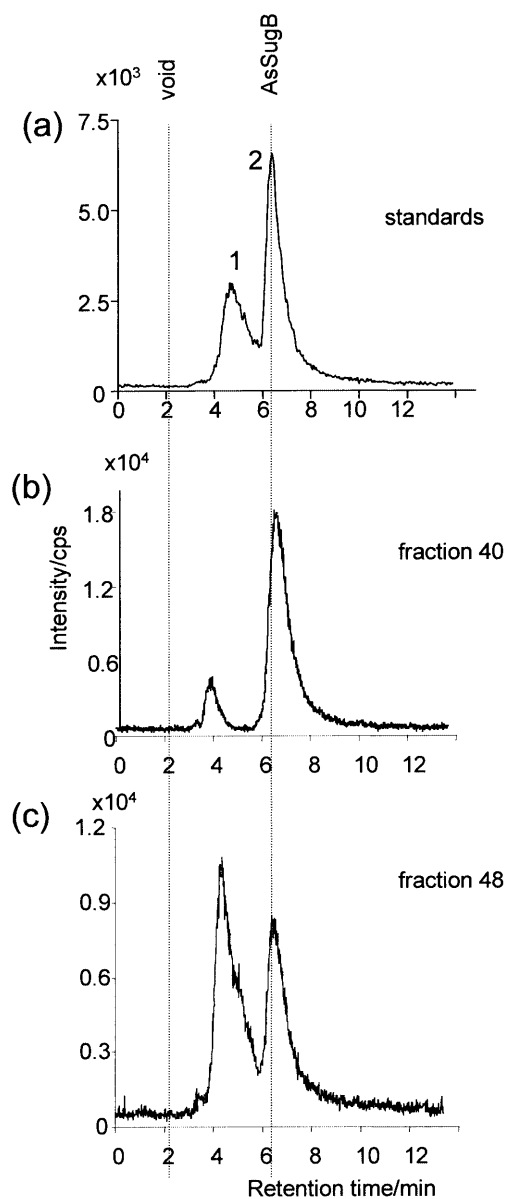 void
AsSugB
x10³
(a)
7.5
5.0
2.5
0
1
2
standards
0 2 4 6 8 10 12
x10⁴
(b)
1.8
1.2
0.6
0
Intensity/cps
fraction 40
0 2 4 6 8 10 12
x10⁴
(c)
1.2
0.9
0.6
0.3
0
fraction 48
0 2 4 6 8 10 12
Retention time/min